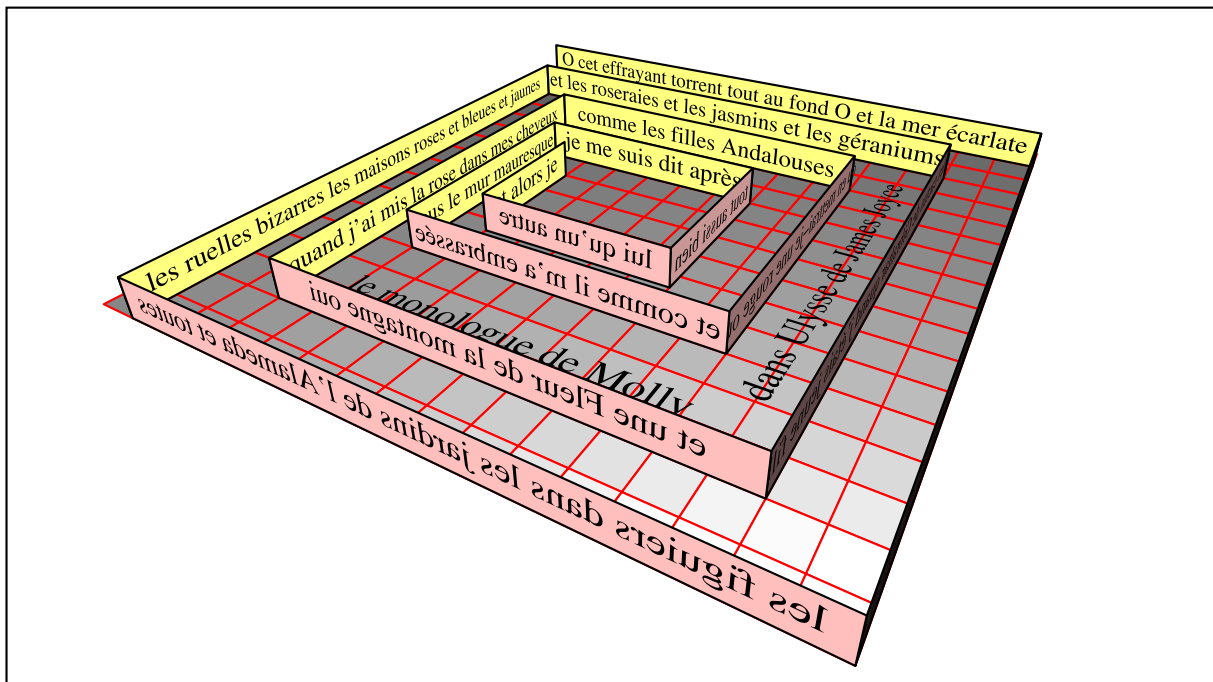 O cet effrayant torrent tout au fond O et la mer écarlate
les figuiers dans les jardins de l'Alameda et toutes
les ruelles bizarres les maisons roses et bleues et jaunes
et les roseraies et les jasmins et les géraniums
et une Fleur de la montagne oui
quand j'ai mis la rose dans mes cheveux
comme les filles Andalouses
et comme il m'a embrassée
us le mur mauresque
je me suis dit après
tout aussi bien
lui qu'un autre
t alors je
le monologue de Molly
dans Ulysse de James Joyce